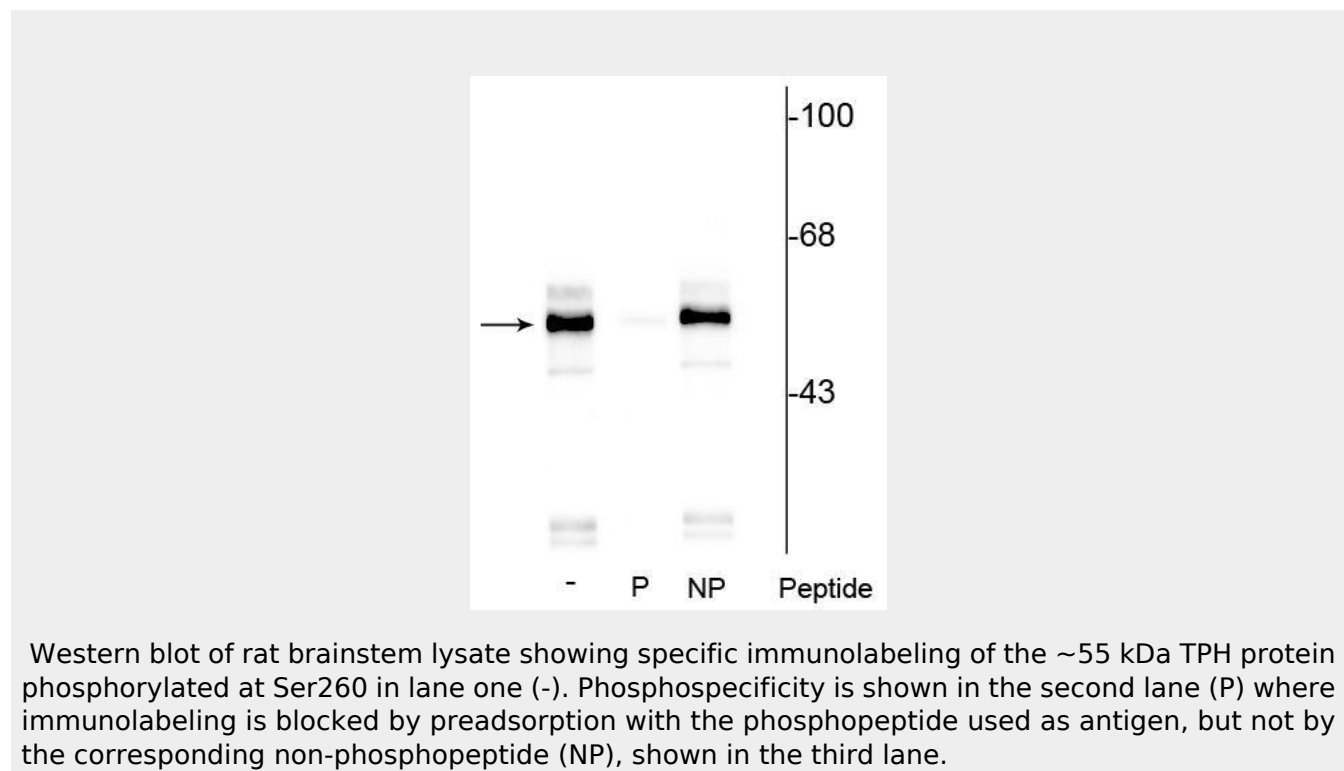 -100
-68
-43
- P NP Peptide
Western blot of rat brainstem lysate showing specific immunolabeling of the ~55 kDa TPH protein
phosphorylated at Ser260 in lane one (-). Phosphospecificity is shown in the second lane (P) where
immunolabeling is blocked by preadsorption with the phosphopeptide used as antigen, but not by
the corresponding non-phosphopeptide (NP), shown in the third lane.